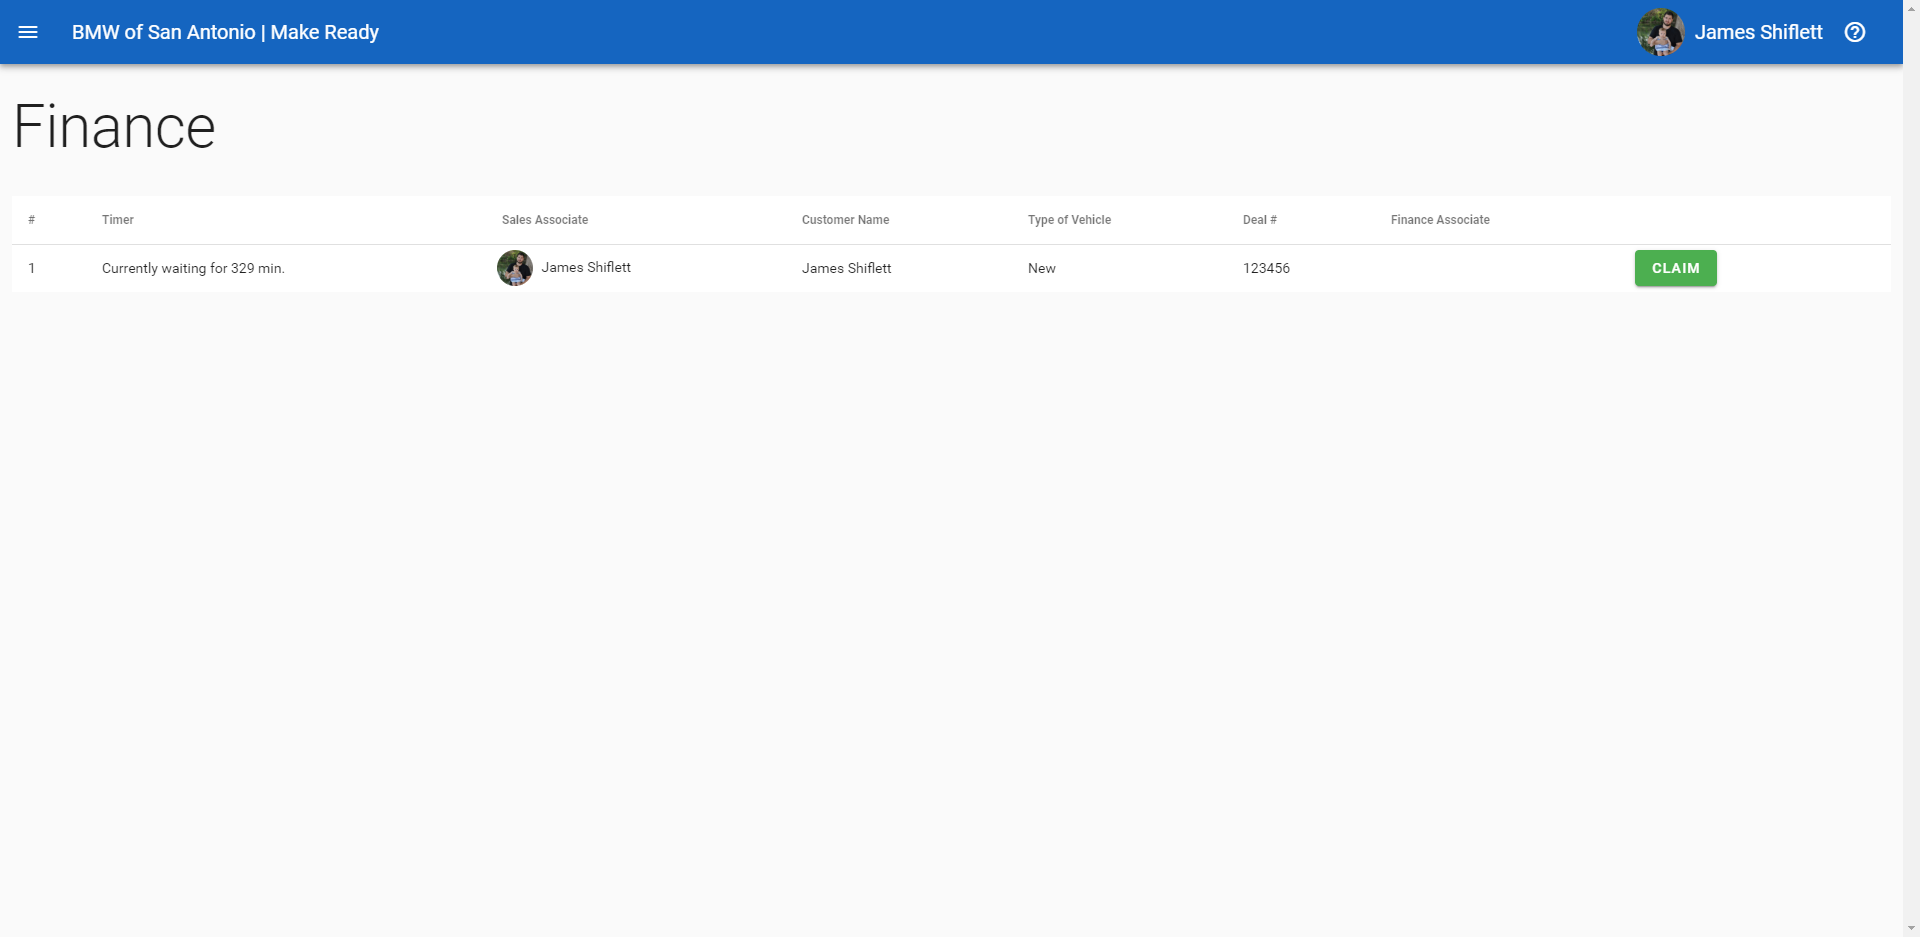 BMW of San Antonio | Make Ready
James Shiflett
Finance
# Timer Sales Associate Customer Name Type of Vehicle Deal # Finance Associate
1 Currently waiting for 329 min. James Shiflett James Shiflett New 123456 CLAIM